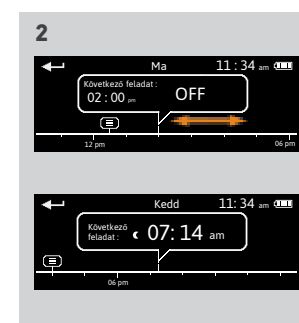 2
Ma 11:34 am
Következő feladat :
02:00 pm OFF
12 pm 06 pm
Kedd 11:34 am
Következő
feladat : 07:14 am
06 pm